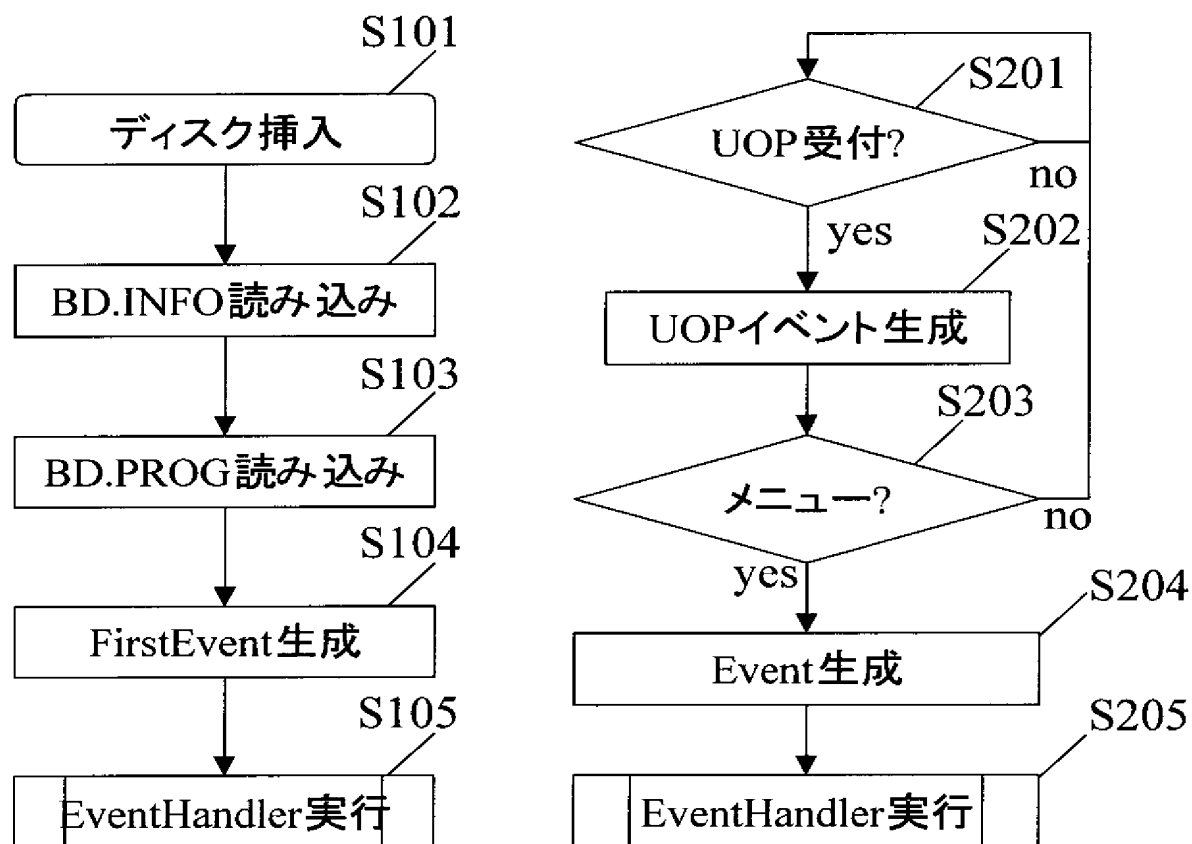 S101
ディスク挿入
S102
BD.INFO読み込み
S103
BD.PROG読み込み
S104
FirstEvent生成
S105
EventHandler実行
S201
UOP受付?
no
yes
S202
UOPイベント生成
S203
メニュー?
no
yes
S204
Event生成
S205
EventHandler実行